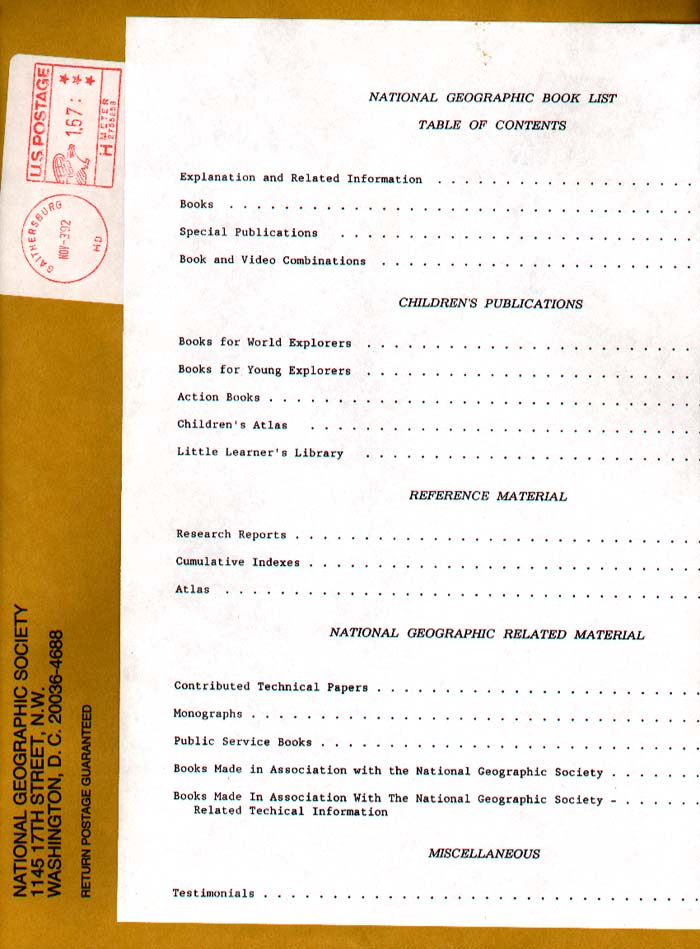 U.S. POSTAGE
1.67
METER
H
GAITHERSBURG
NOV-3'92
MD
NATIONAL GEOGRAPHIC SOCIETY
1145 17TH STREET, N.W.
WASHINGTON, D. C. 20036-4688
RETURN POSTAGE GUARANTEED
NATIONAL GEOGRAPHIC BOOK LIST
TABLE OF CONTENTS
Explanation and Related Information . . . . . . . . . . . . . . . . . . .
Books . . . . . . . . . . . . . . . . . . . . . . . . . . . . . . . . . .
Special Publications . . . . . . . . . . . . . . . . . . . . . . . . . .
Book and Video Combinations . . . . . . . . . . . . . . . . . . . . . . .
CHILDREN'S PUBLICATIONS
Books for World Explorers . . . . . . . . . . . . . . . . . . . . . . . .
Books for Young Explorers . . . . . . . . . . . . . . . . . . . . . . . .
Action Books . . . . . . . . . . . . . . . . . . . . . . . . . . . . . . .
Children's Atlas . . . . . . . . . . . . . . . . . . . . . . . . . . . .
Little Learner's Library . . . . . . . . . . . . . . . . . . . . . . . .
REFERENCE MATERIAL
Research Reports . . . . . . . . . . . . . . . . . . . . . . . . . . . . .
Cumulative Indexes . . . . . . . . . . . . . . . . . . . . . . . . . . . .
Atlas . . . . . . . . . . . . . . . . . . . . . . . . . . . . . . . . . .
NATIONAL GEOGRAPHIC RELATED MATERIAL
Contributed Technical Papers . . . . . . . . . . . . . . . . . . . . . . .
Monographs . . . . . . . . . . . . . . . . . . . . . . . . . . . . . . . .
Public Service Books . . . . . . . . . . . . . . . . . . . . . . . . . . .
Books Made in Association with the National Geographic Society . . . . . .
Books Made In Association With The National Geographic Society - . . . . .
Related Techical Information
MISCELLANEOUS
Testimonials . . . . . . . . . . . . . . . . . . . . . . . . . . . . . . .